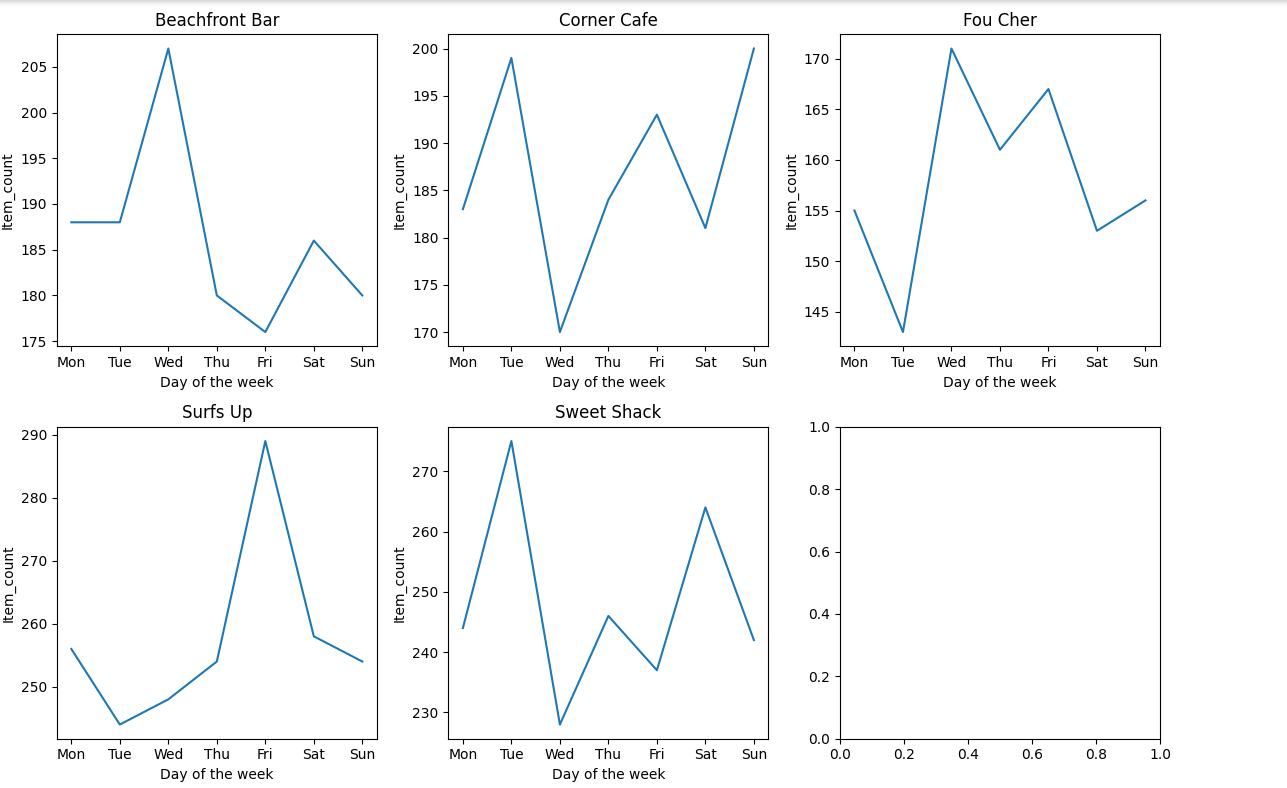 Beachfront Bar
Item_count
205
200
195
190
185
180
175
Mon Tue Wed Thu Fri Sat Sun
Day of the week
Corner Cafe
Item_count
200
195
190
185
180
175
170
Mon Tue Wed Thu Fri Sat Sun
Day of the week
Fou Cher
Item_count
170
165
160
155
150
145
Mon Tue Wed Thu Fri Sat Sun
Day of the week
Surfs Up
Item_count
290
280
270
260
250
Mon Tue Wed Thu Fri Sat Sun
Day of the week
Sweet Shack
Item_count
270
260
250
240
230
Mon Tue Wed Thu Fri Sat Sun
Day of the week
1.0
0.8
0.6
0.4
0.2
0.0
0.0 0.2 0.4 0.6 0.8 1.0